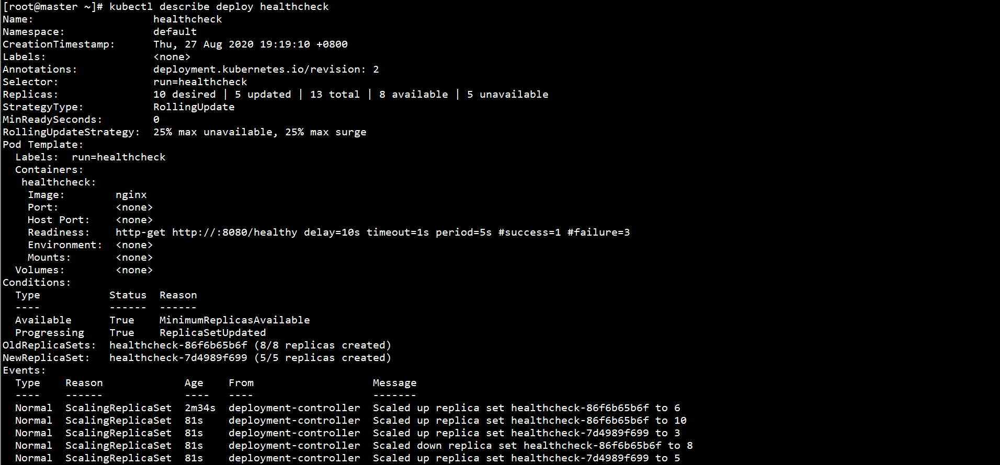 [root@master ~]# kubectl describe deploy healthcheck
Name:                   healthcheck
Namespace:              default
CreationTimestamp:      Thu, 27 Aug 2020 19:19:10 +0800
Labels:                 <none>
Annotations:            deployment.kubernetes.io/revision: 2
Selector:               run=healthcheck
Replicas:               10 desired | 5 updated | 13 total | 8 available | 5 unavailable
StrategyType:           RollingUpdate
MinReadySeconds:        0
RollingUpdateStrategy:  25% max unavailable, 25% max surge
Pod Template:
  Labels:  run=healthcheck
  Containers:
   healthcheck:
    Image:        nginx
    Port:         <none>
    Host Port:    <none>
    Readiness:    http-get http://:8080/healthy delay=10s timeout=1s period=5s #success=1 #failure=3
    Environment:  <none>
    Mounts:       <none>
  Volumes:        <none>
Conditions:
  Type           Status  Reason
  ----           ------  ------
  Available      True    MinimumReplicasAvailable
  Progressing    True    ReplicaSetUpdated
OldReplicaSets:  healthcheck-86f6b65b6f (8/8 replicas created)
NewReplicaSet:   healthcheck-7d4989f699 (5/5 replicas created)
Events:
  Type    Reason             Age    From                   Message
  ----    ------             ----   ----                   -------
  Normal  ScalingReplicaSet  2m34s  deployment-controller  Scaled up replica set healthcheck-86f6b65b6f to 6
  Normal  ScalingReplicaSet  81s    deployment-controller  Scaled up replica set healthcheck-86f6b65b6f to 10
  Normal  ScalingReplicaSet  81s    deployment-controller  Scaled up replica set healthcheck-7d4989f699 to 3
  Normal  ScalingReplicaSet  81s    deployment-controller  Scaled down replica set healthcheck-86f6b65b6f to 8
  Normal  ScalingReplicaSet  81s    deployment-controller  Scaled up replica set healthcheck-7d4989f699 to 5